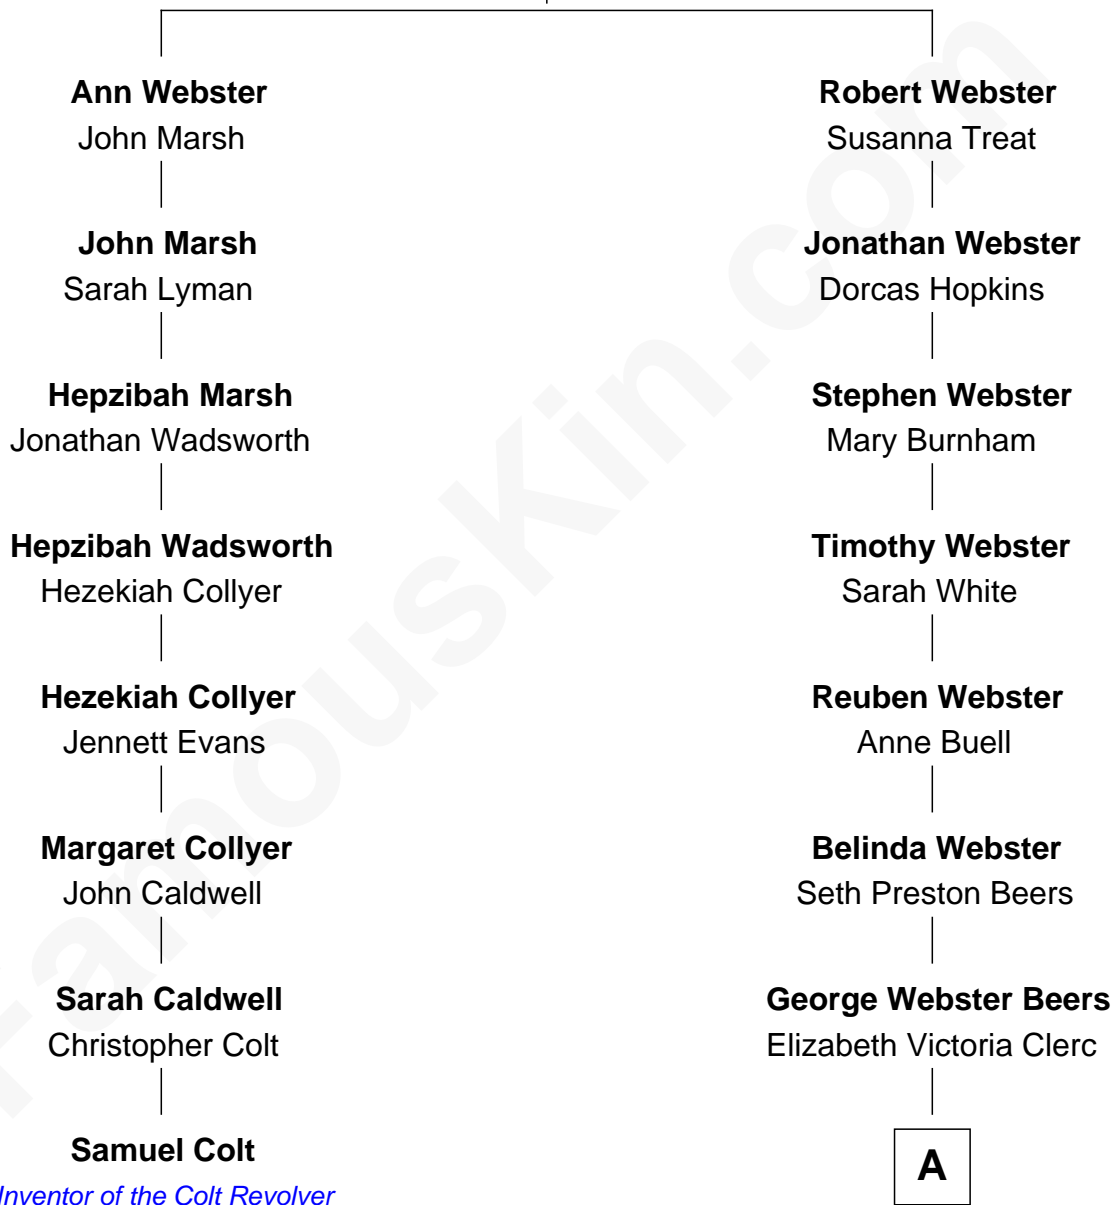 Ann Webster
John Marsh
Robert Webster
Susanna Treat
John Marsh
Sarah Lyman
Jonathan Webster
Dorcas Hopkins
Hepzibah Marsh
Jonathan Wadsworth
Stephen Webster
Mary Burnham
Hepzibah Wadsworth
Hezekiah Collyer
Timothy Webster
Sarah White
Hezekiah Collyer
Jennett Evans
Reuben Webster
Anne Buell
Margaret Collyer
John Caldwell
Belinda Webster
Seth Preston Beers
Sarah Caldwell
Christopher Colt
George Webster Beers
Elizabeth Victoria Clerc
Samuel Colt
Inventor of the Colt Revolver
A
FamousKin.com